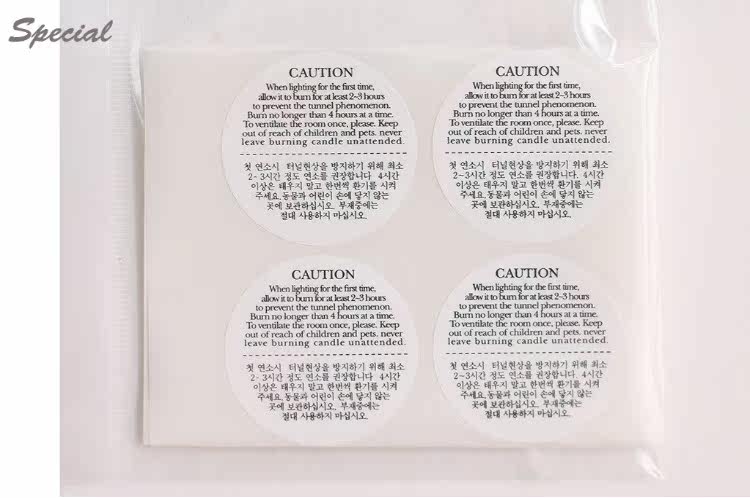 Special
CAUTION
When lighting for the first time,
allow it to burn for at least 2~3 hours
to prevent the tunnel phenomenon.
Burn no longer than 4 hours at a time.
To ventilate the room once, please. Keep
out of reach of children and pets. never
leave burning candle unattended.
첫 연소시 터널현상을 방지하기 위해 최소
2~3시간 정도 연소를 권장합니다. 4시간
이상은 태우지 말고 한번씩 환기를 시켜
주세요.동물과 어린이 손에 닿지 않는
곳에 보관하십시오. 부재중에는
절대 사용하지 마십시오.
CAUTION
When lighting for the first time,
allow it to burn for at least 2~3 hours
to prevent the tunnel phenomenon.
Burn no longer than 4 hours at a time.
To ventilate the room once, please. Keep
out of reach of children and pets. never
leave burning candle unattended.
첫 연소시 터널현상을 방지하기 위해 최소
2~3시간 정도 연소를 권장합니다. 4시간
이상은 태우지 말고 한번씩 환기를 시켜
주세요.동물과 어린이 손에 닿지 않는
곳에 보관하십시오. 부재중에는
절대 사용하지 마십시오.
CAUTION
When lighting for the first time,
allow it to burn for at least 2~3 hours
to prevent the tunnel phenomenon.
Burn no longer than 4 hours at a time.
To ventilate the room once, please. Keep
out of reach of children and pets. never
leave burning candle unattended.
첫 연소시 터널현상을 방지하기 위해 최소
2~3시간 정도 연소를 권장합니다. 4시간
이상은 태우지 말고 한번씩 환기를 시켜
주세요.동물과 어린이 손에 닿지 않는
곳에 보관하십시오. 부재중에는
절대 사용하지 마십시오.
CAUTION
When lighting for the first time,
allow it to burn for at least 2~3 hours
to prevent the tunnel phenomenon.
Burn no longer than 4 hours at a time.
To ventilate the room once, please. Keep
out of reach of children and pets. never
leave burning candle unattended.
첫 연소시 터널현상을 방지하기 위해 최소
2~3시간 정도 연소를 권장합니다. 4시간
이상은 태우지 말고 한번씩 환기를 시켜
주세요.동물과 어린이 손에 닿지 않는
곳에 보관하십시오. 부재중에는
절대 사용하지 마십시오.